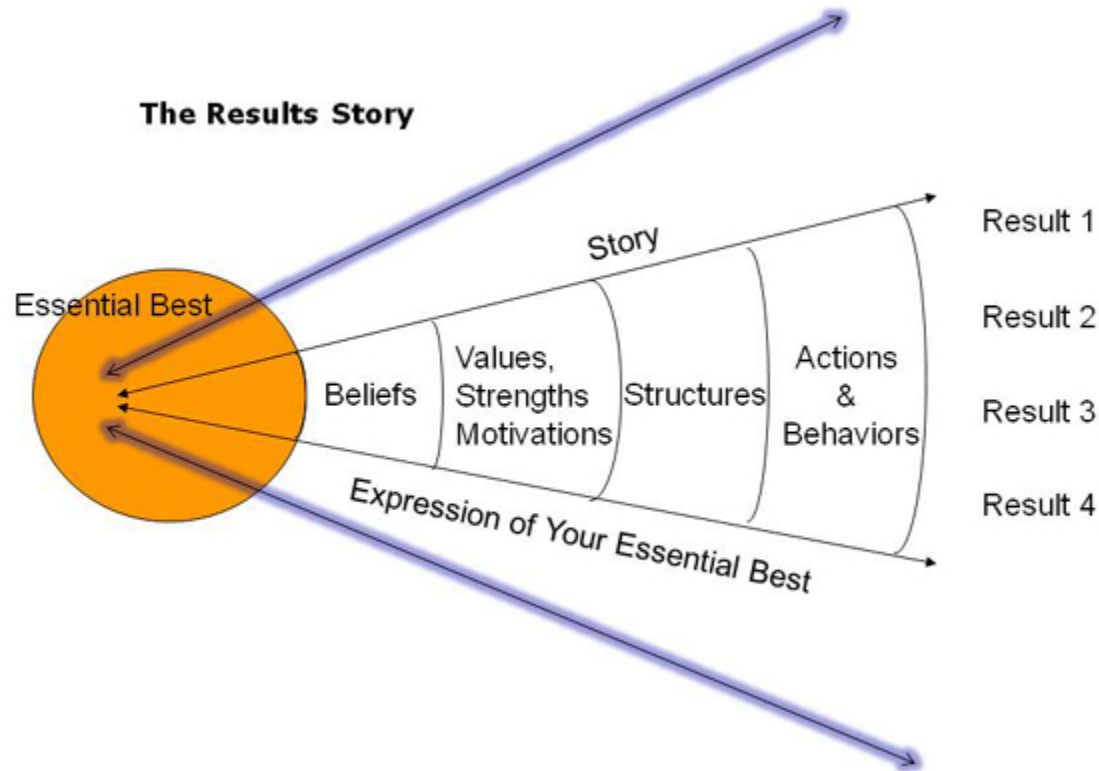 The Results Story
Story
Essential Best
Beliefs
Values,
Strengths
Motivations
Structures
Actions
&
Behaviors
Result 1
Result 2
Result 3
Result 4
Expression of Your Essential Best